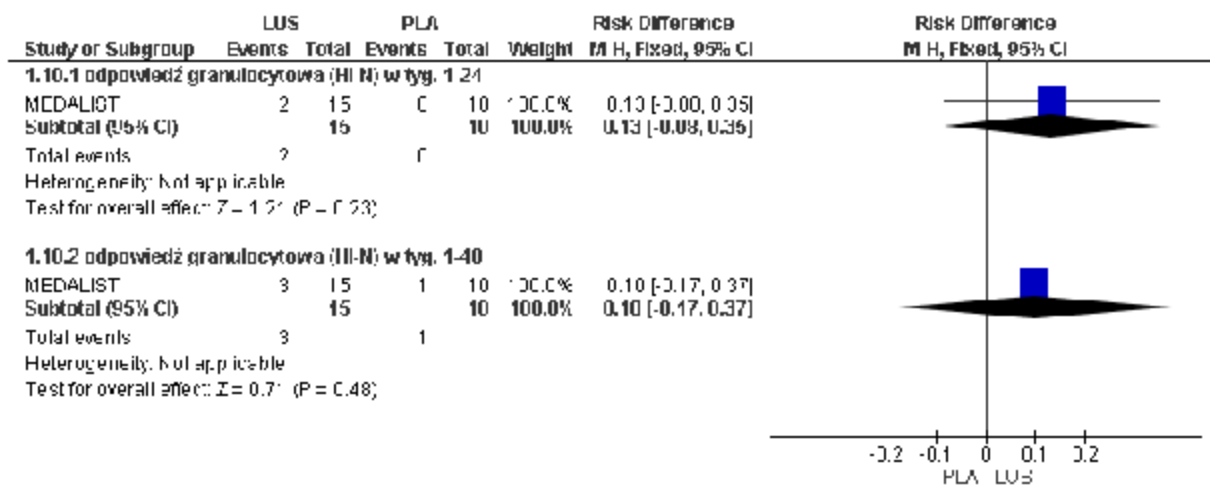 LUS PLA Risk Difference Risk Difference
Study or Subgroup Events Total Events Total Weight M-H, Fixed, 95% CI M-H, Fixed, 95% CI
1.10.1 odpowiedź granulocytowa (HI-N) w tyg. 1-24
MEDALIST 2 15 0 10 100.0% 0.13 [-0.08, 0.35]
Subtotal (95% CI) 15 10 100.0% 0.13 [-0.08, 0.35]
Total events 2 0
Heterogeneity: Not applicable
Test for overall effect: Z = 1.21 (P = 0.23)
1.10.2 odpowiedź granulocytowa (HI-N) w tyg. 1-40
MEDALIST 3 15 1 10 100.0% 0.10 [-0.17, 0.37]
Subtotal (95% CI) 15 10 100.0% 0.10 [-0.17, 0.37]
Total events 3 1
Heterogeneity: Not applicable
Test for overall effect: Z = 0.71 (P = 0.48)
-0.2 -0.1 0 0.1 0.2
PLA LUS